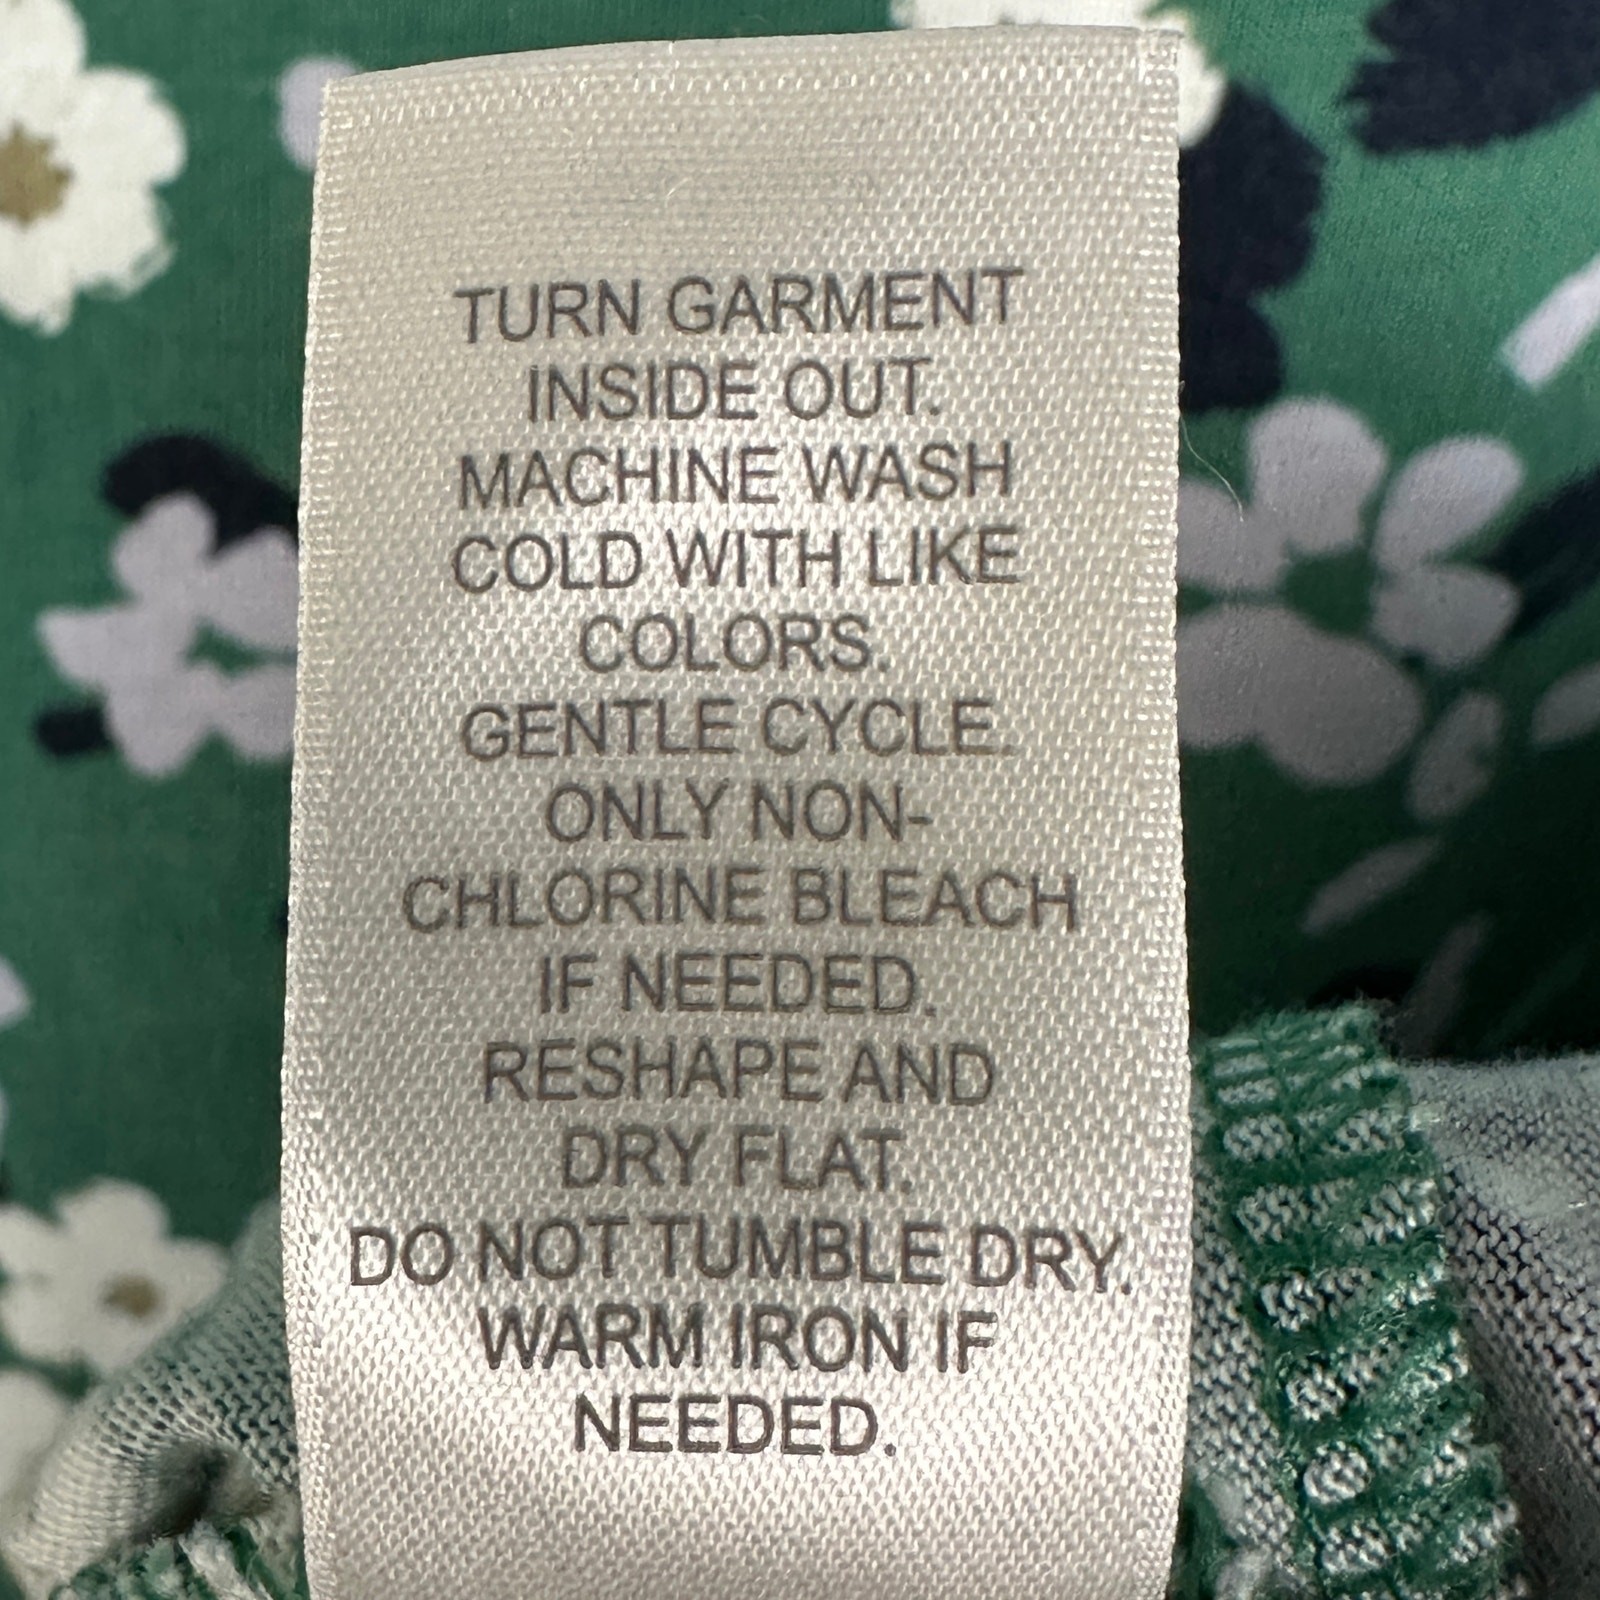 TURN GARMENT
INSIDE OUT.
MACHINE WASH
COLD WITH LIKE
COLORS.
GENTLE CYCLE.
ONLY NON-
CHLORINE BLEACH
IF NEEDED.
RESHAPE AND
DRY FLAT.
DO NOT TUMBLE DRY.
WARM IRON IF
NEEDED.